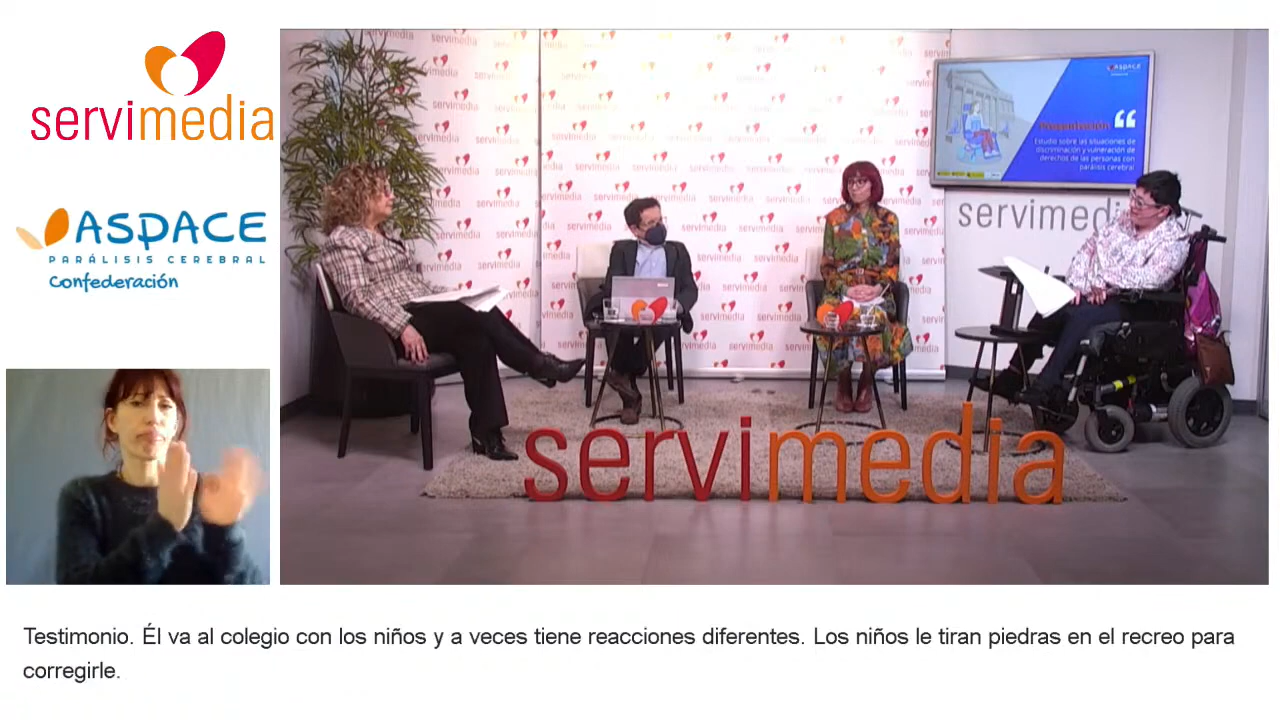 servimedia
ASPACE
PARÁLISIS CEREBRAL
Confederación
ASPACE
Presentación
Estudio sobre las situaciones de
discriminación y vulneración de
derechos de las personas con
parálisis cerebral
servimedia
servimedia
Testimonio. Él va al colegio con los niños y a veces tiene reacciones diferentes. Los niños le tiran piedras en el recreo para
corregirle.